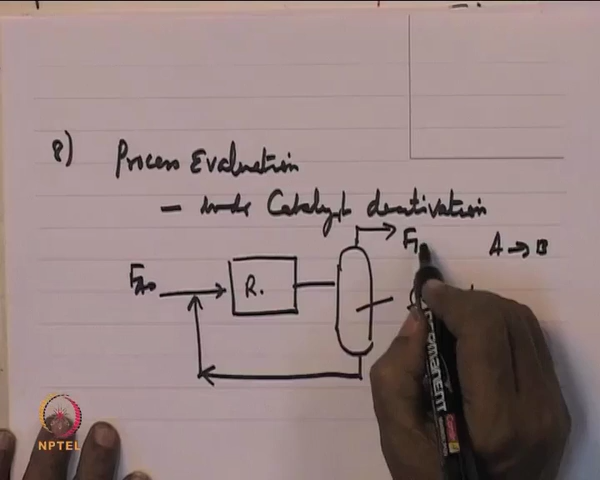 8) Process Evaluation
- under Catalyst deactivation
A → B
FA0
R.
NPTEL